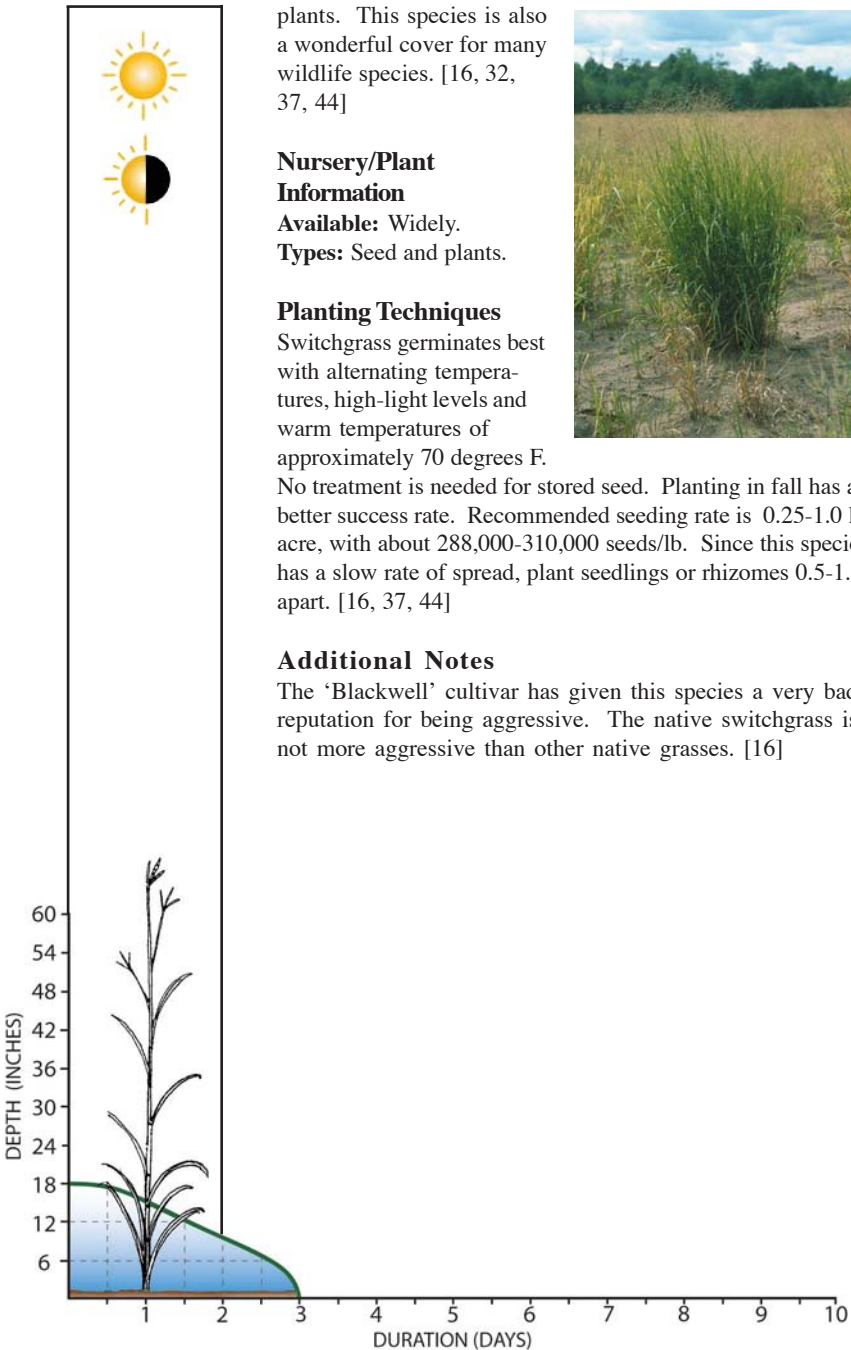 plants. This species is also
a wonderful cover for many
wildlife species. [16, 32,
37, 44]
Nursery/Plant
Information
Available: Widely.
Types: Seed and plants.
Planting Techniques
Switchgrass germinates best
with alternating tempera-
tures, high-light levels and
warm temperatures of
approximately 70 degrees F.
No treatment is needed for stored seed. Planting in fall has a
better success rate. Recommended seeding rate is 0.25-1.0
acre, with about 288,000-310,000 seeds/lb. Since this specie
has a slow rate of spread, plant seedlings or rhizomes 0.5-1.
apart. [16, 37, 44]
Additional Notes
The ‘Blackwell’ cultivar has given this species a very bad
reputation for being aggressive. The native switchgrass is
not more aggressive than other native grasses. [16]
60
54
48
42
36
30
24
18
12
6
DEPTH (INCHES)
1 2 3 4 5 6 7 8 9 10
DURATION (DAYS)